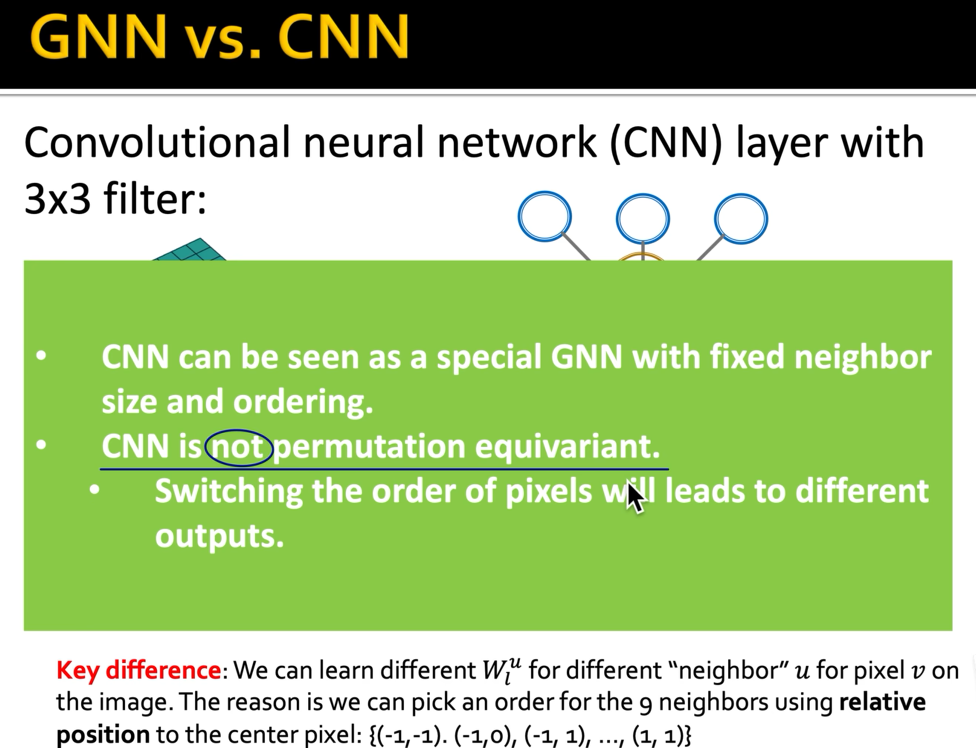 GNN vs. CNN
Convolutional neural network (CNN) layer with
3x3 filter:
• CNN can be seen as a special GNN with fixed neighbor
size and ordering.
• CNN is not permutation equivariant.
• Switching the order of pixels will leads to different
outputs.
Key difference: We can learn different $W_l^u$ for different “neighbor” $u$ for pixel $v$ on
the image. The reason is we can pick an order for the 9 neighbors using relative
position to the center pixel: {(-1,-1). (-1,0), (-1, 1), ..., (1, 1)}